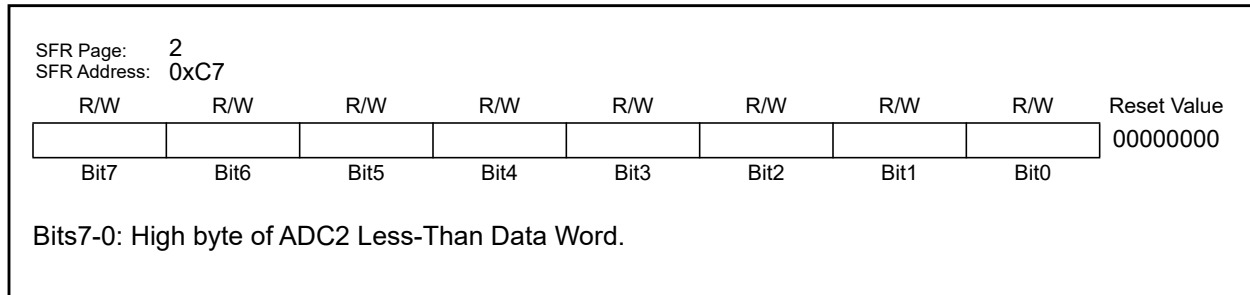 SFR Page: 2
SFR Address: 0xC7
R/W R/W R/W R/W R/W R/W R/W R/W Reset Value
00000000
Bit7 Bit6 Bit5 Bit4 Bit3 Bit2 Bit1 Bit0
Bits7-0: High byte of ADC2 Less-Than Data Word.